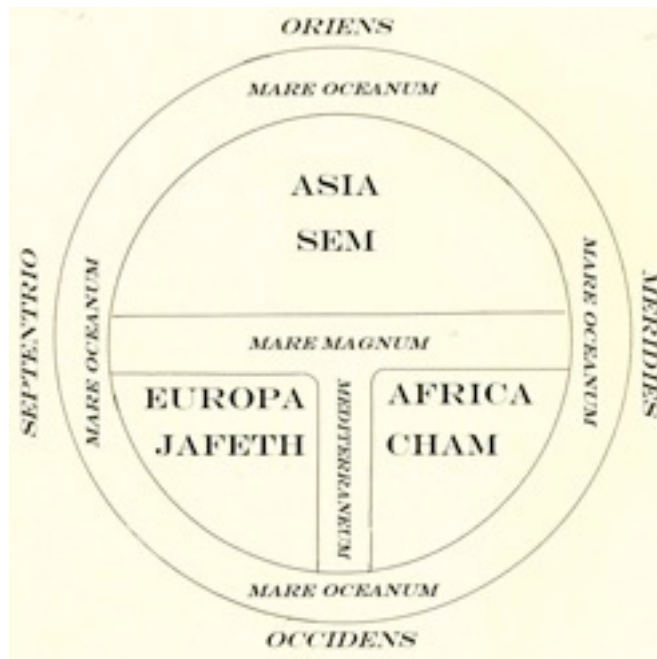 ORIENS
MARE OCEANUM
ASIA
SEM
SEPTENTRIO
MARE OCEANUM
MARE OCEANUM
MERIDIES
MARE MAGNUM
EUROPA
JAFETH
MEDITERRANEUM
AFRICA
CHAM
MARE OCEANUM
OCCIDENS